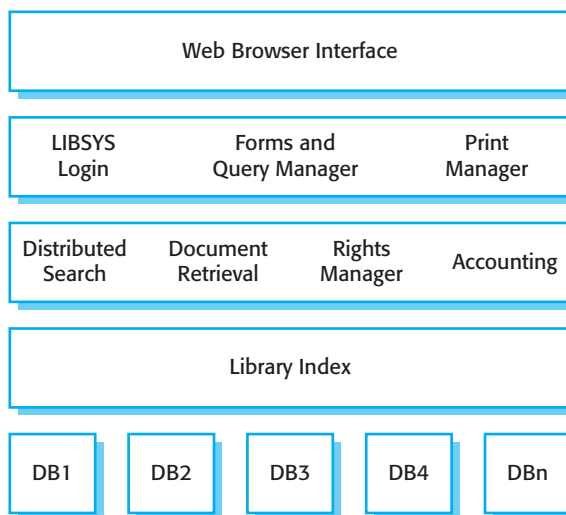 Web Browser Interface
LIBSYS
Login
Forms and
Query Manager
Print
Manager
Distributed
Search
Document
Retrieval
Rights
Manager
Accounting
Library Index
DB1
DB2
DB3
DB4
DBn